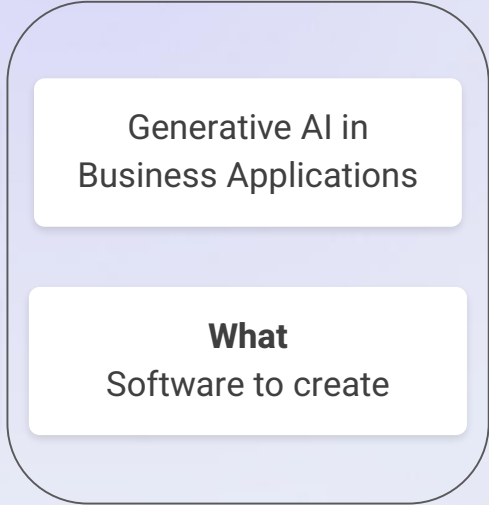 Generative AI in
Business Applications
What
Software to create